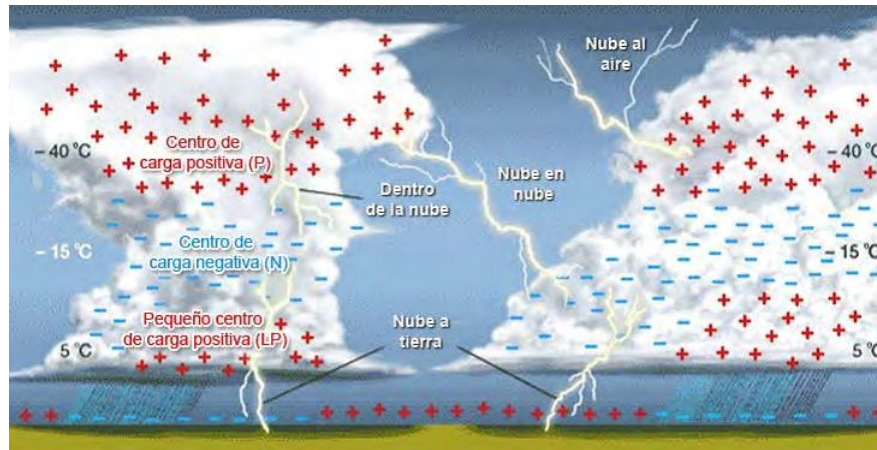 Nube al
aire
Centro de
carga positiva (P)
– 40 °C
– 40 °C
Dentro
de la nube
Nube en
nube
Centro de
carga negativa (N)
– 15 °C
– 15 °C
Pequeño centro
de carga positiva (LP)
Nube a
tierra
5 °C
5 °C